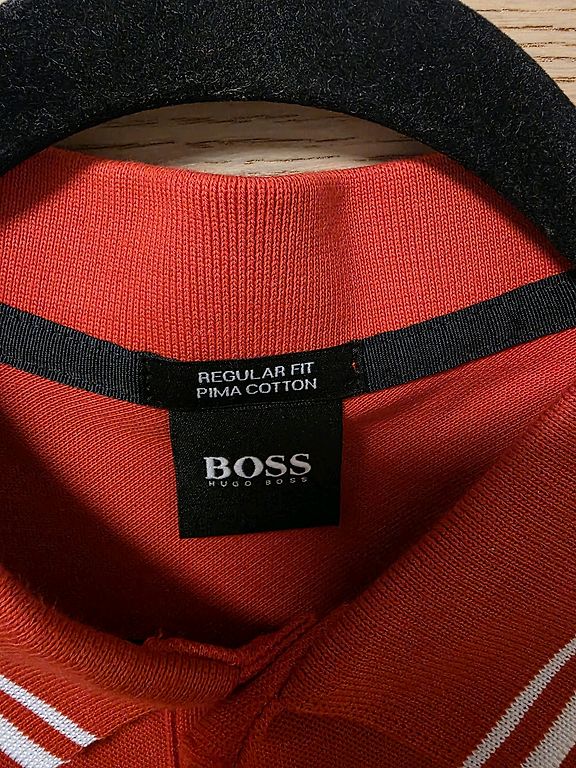 REGULAR FIT
PIMA COTTON
BOSS
HUGO BOSS